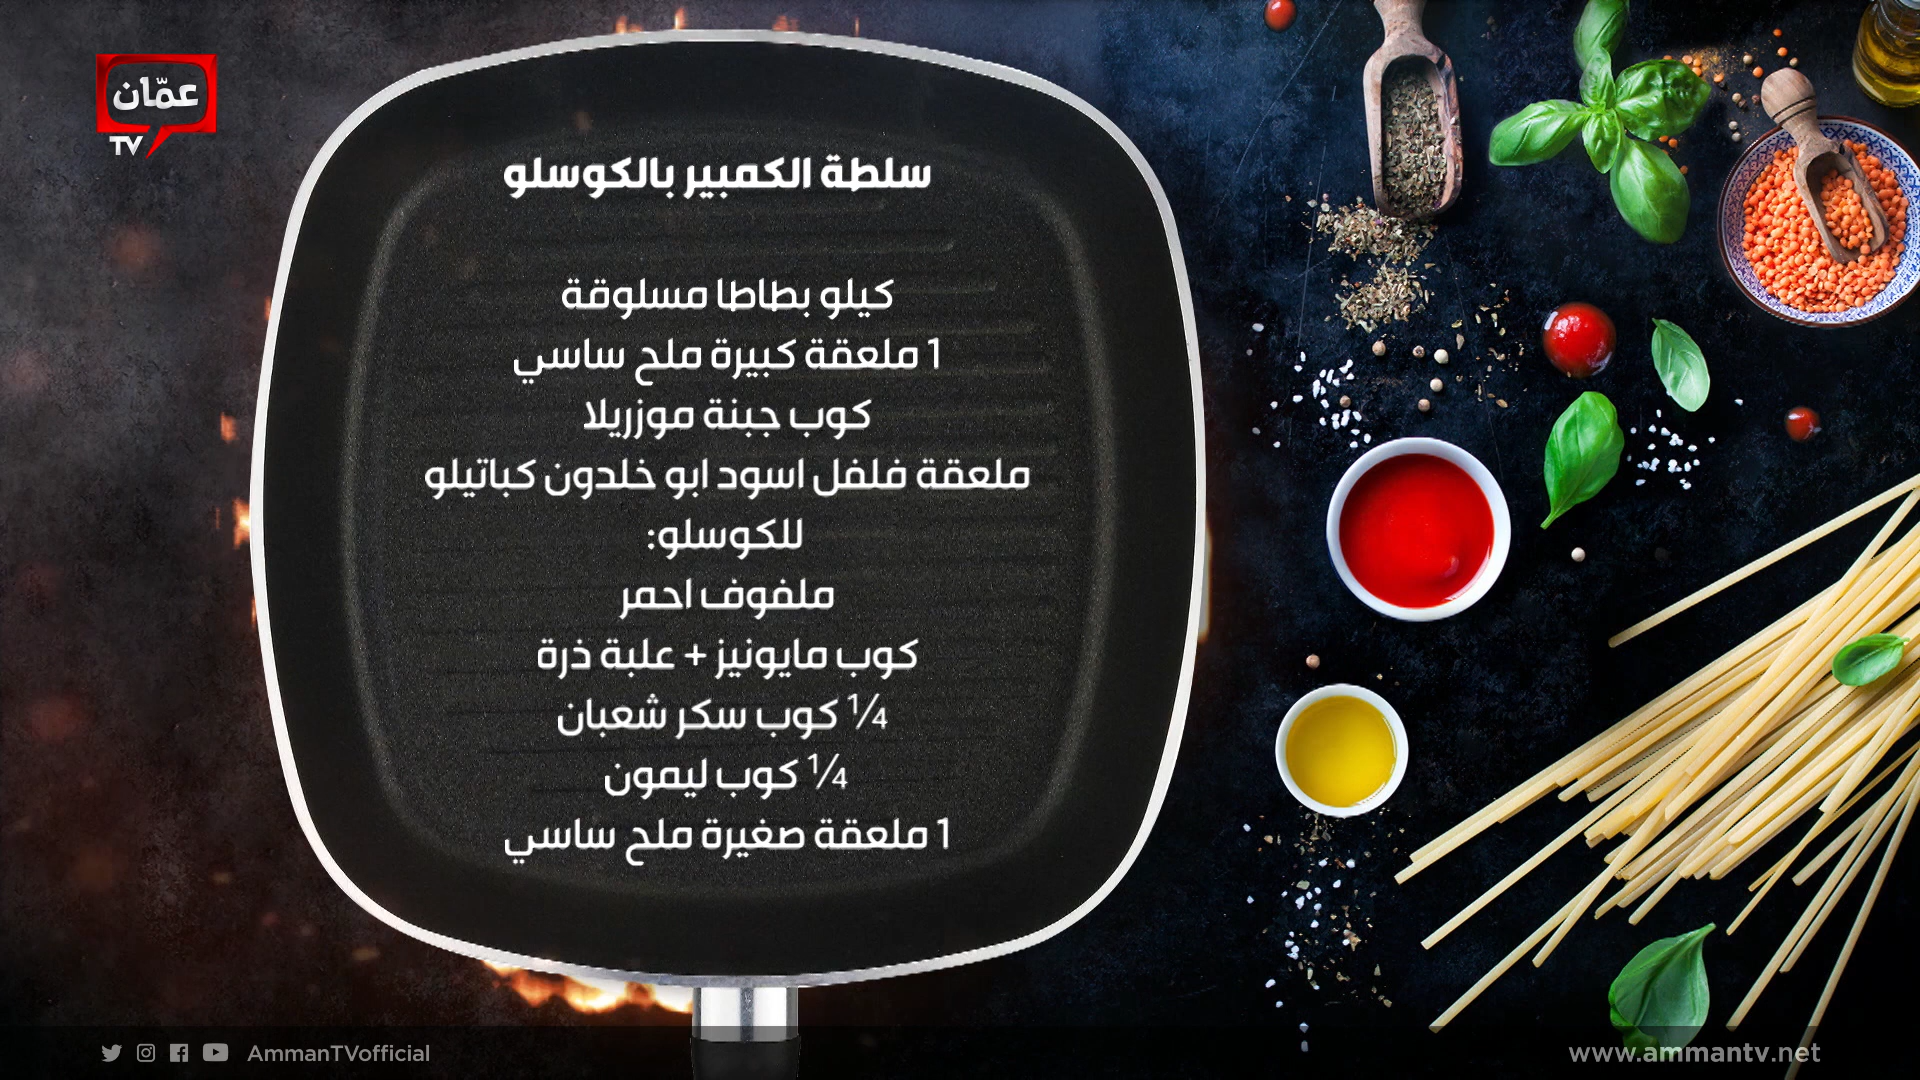 عمّان
TV
سلطة الكمبير بالكوسلو
كيلو بطاطا مسلوقة
1 ملعقة كبيرة ملح ساسي
كوب جبنة موزريلا
ملعقة فلفل اسود ابو خلدون كباتيلو
للكوسلو:
ملفوف احمر
كوب مايونيز + علبة ذرة
¼ كوب سكر شعبان
¼ كوب ليمون
1 ملعقة صغيرة ملح ساسي
AmmanTVofficial
www.ammantv.net